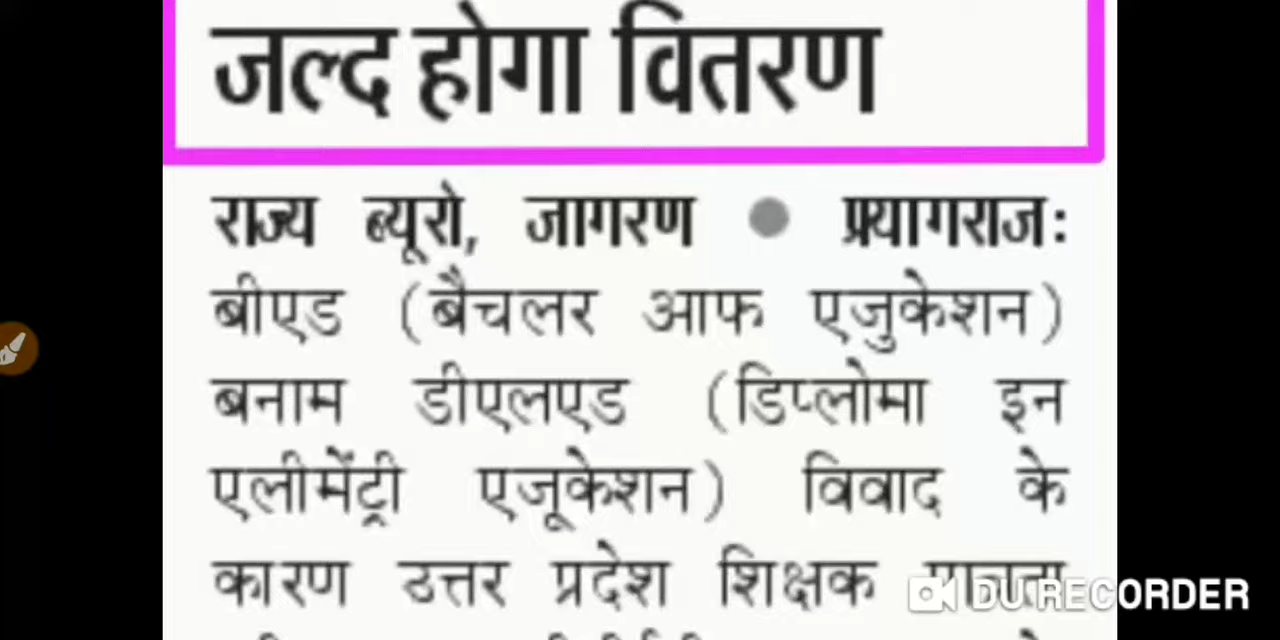 जल्द होगा वितरण
राज्य ब्यूरो, जागरण ● प्रयागराज:
बीएड (बैचलर आफ एजुकेशन)
बनाम डीएलएड (डिप्लोमा इन
एलीमेंट्री एजूकेशन) विवाद के
कारण उत्तर प्रदेश शिक्षक पात्रता
DU RECORDER